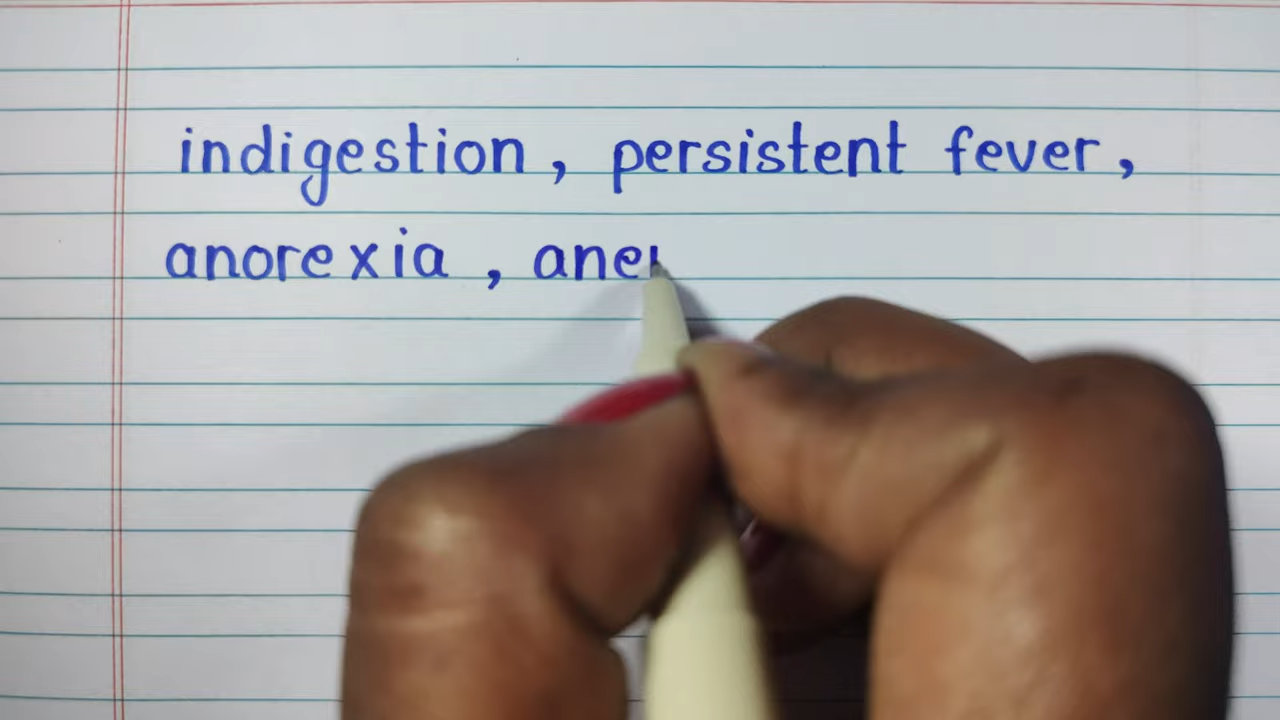 indigestion, persistent fever,
anorexia, ane